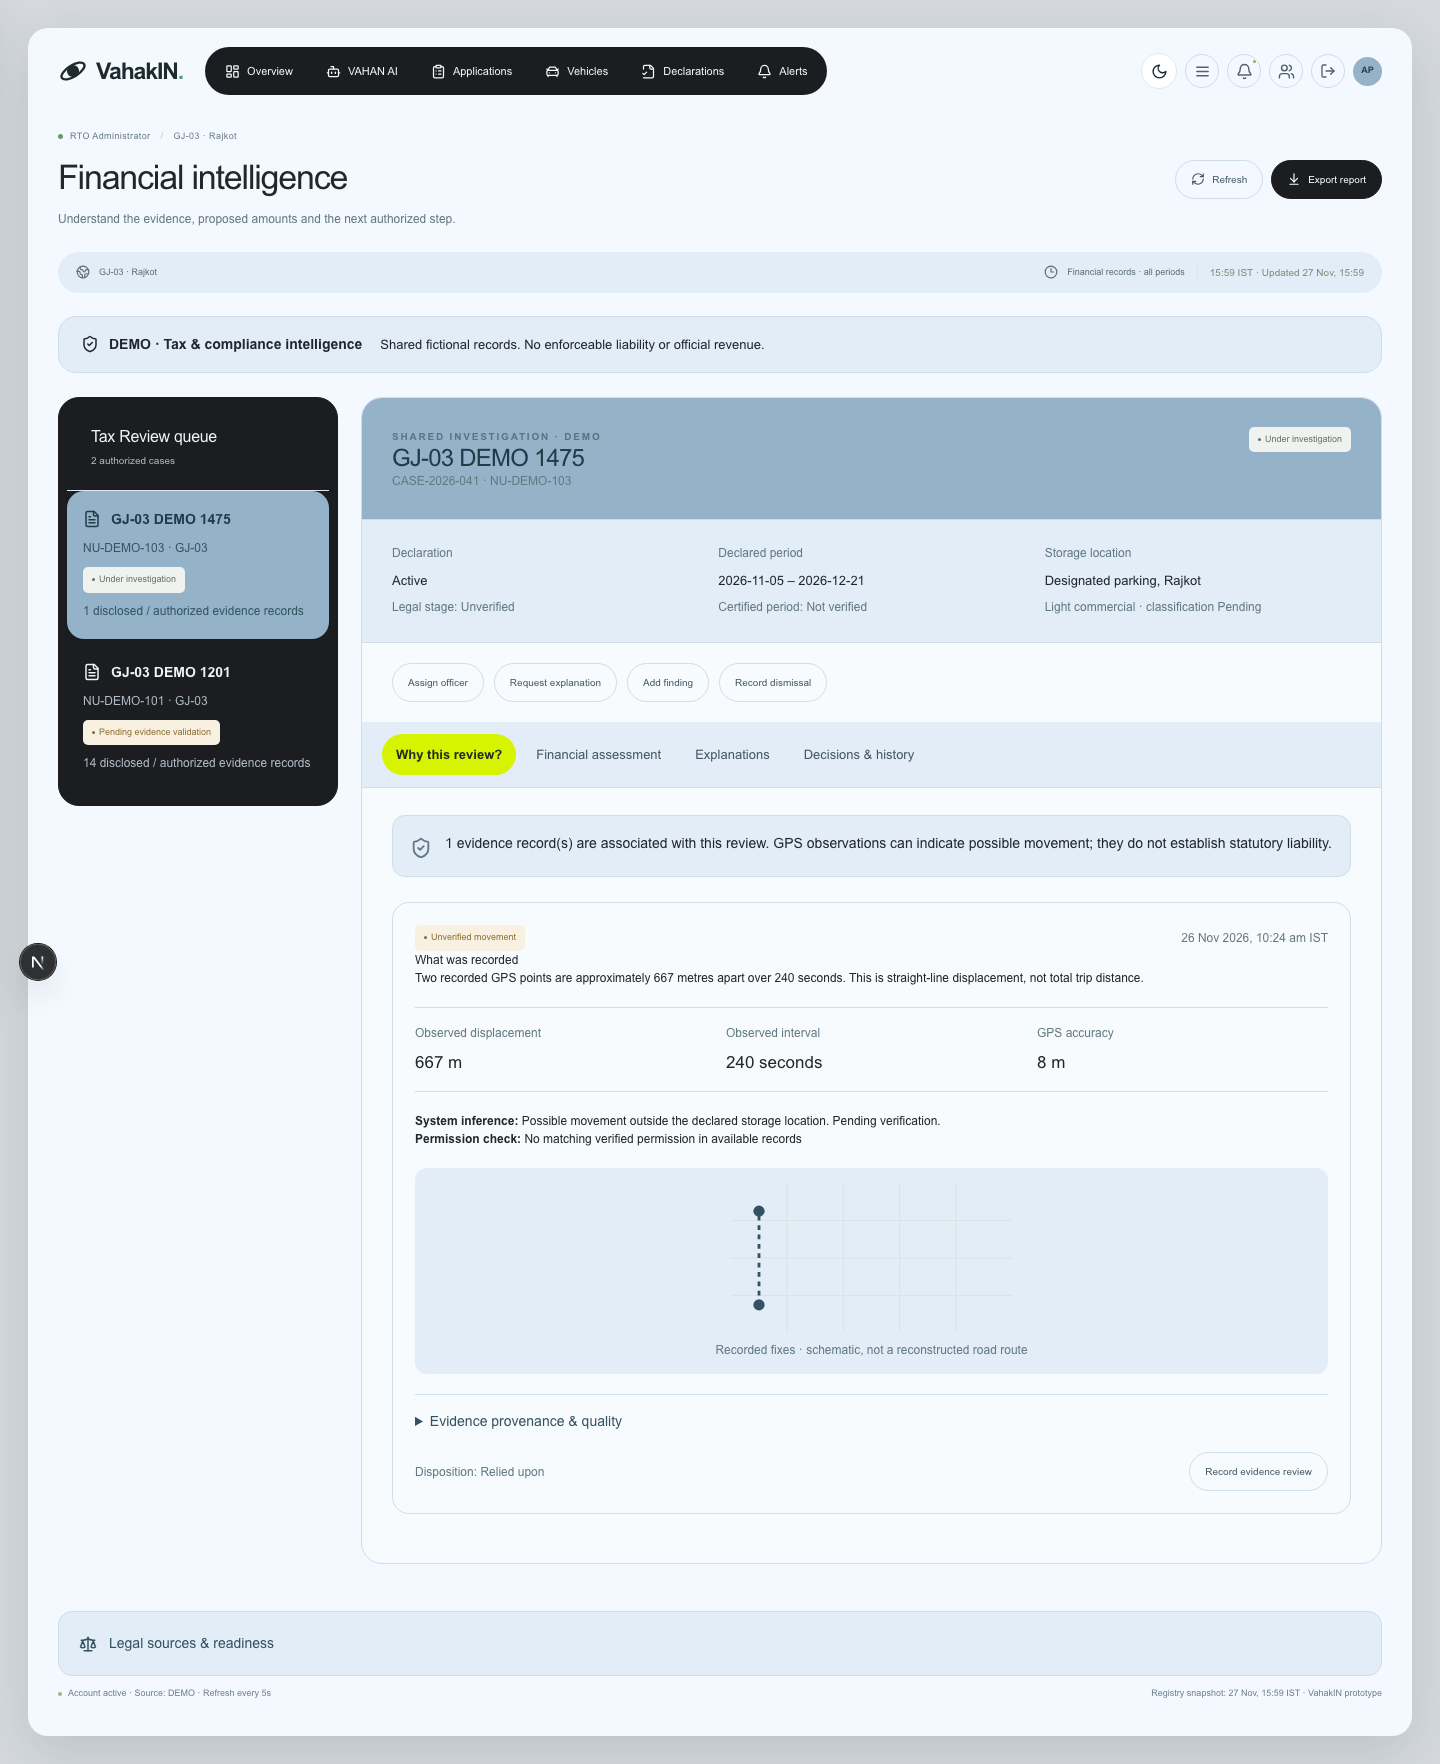 VahakIN.
Overview
VAHAN AI
Applications
Vehicles
Declarations
Alerts
AP
RTO Administrator / GJ-03 · Rajkot
Financial intelligence
Refresh
Export report
Understand the evidence, proposed amounts and the next authorized step.
GJ-03 · Rajkot
Financial records · all periods
15:59 IST · Updated 27 Nov, 15:59
DEMO · Tax & compliance intelligence
Shared fictional records. No enforceable liability or official revenue.
Tax Review queue
2 authorized cases
GJ-03 DEMO 1475
NU-DEMO-103 · GJ-03
• Under investigation
1 disclosed / authorized evidence records
GJ-03 DEMO 1201
NU-DEMO-101 · GJ-03
• Pending evidence validation
14 disclosed / authorized evidence records
SHARED INVESTIGATION · DEMO
GJ-03 DEMO 1475
CASE-2026-041 · NU-DEMO-103
• Under investigation
Declaration
Active
Legal stage: Unverified
Declared period
2026-11-05 – 2026-12-21
Certified period: Not verified
Storage location
Designated parking, Rajkot
Light commercial · classification Pending
Assign officer
Request explanation
Add finding
Record dismissal
Why this review?
Financial assessment
Explanations
Decisions & history
1 evidence record(s) are associated with this review. GPS observations can indicate possible movement; they do not establish statutory liability.
• Unverified movement
26 Nov 2026, 10:24 am IST
What was recorded
Two recorded GPS points are approximately 667 metres apart over 240 seconds. This is straight-line displacement, not total trip distance.
Observed displacement
667 m
Observed interval
240 seconds
GPS accuracy
8 m
System inference: Possible movement outside the declared storage location. Pending verification.
Permission check: No matching verified permission in available records
Recorded fixes · schematic, not a reconstructed road route
Evidence provenance & quality
Disposition: Relied upon
Record evidence review
N
Legal sources & readiness
Account active · Source: DEMO · Refresh every 5s
Registry snapshot: 27 Nov, 15:59 IST · VahakIN prototype